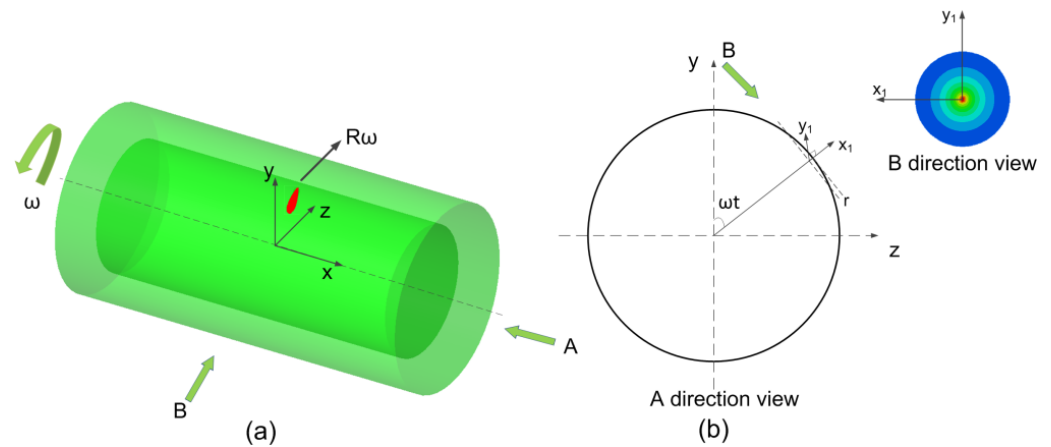 Rω
y
z
x
ω
A
B
(a)
B
y
y₁
x₁
ωt
r
z
A direction view
(b)
y₁
x₁
B direction view